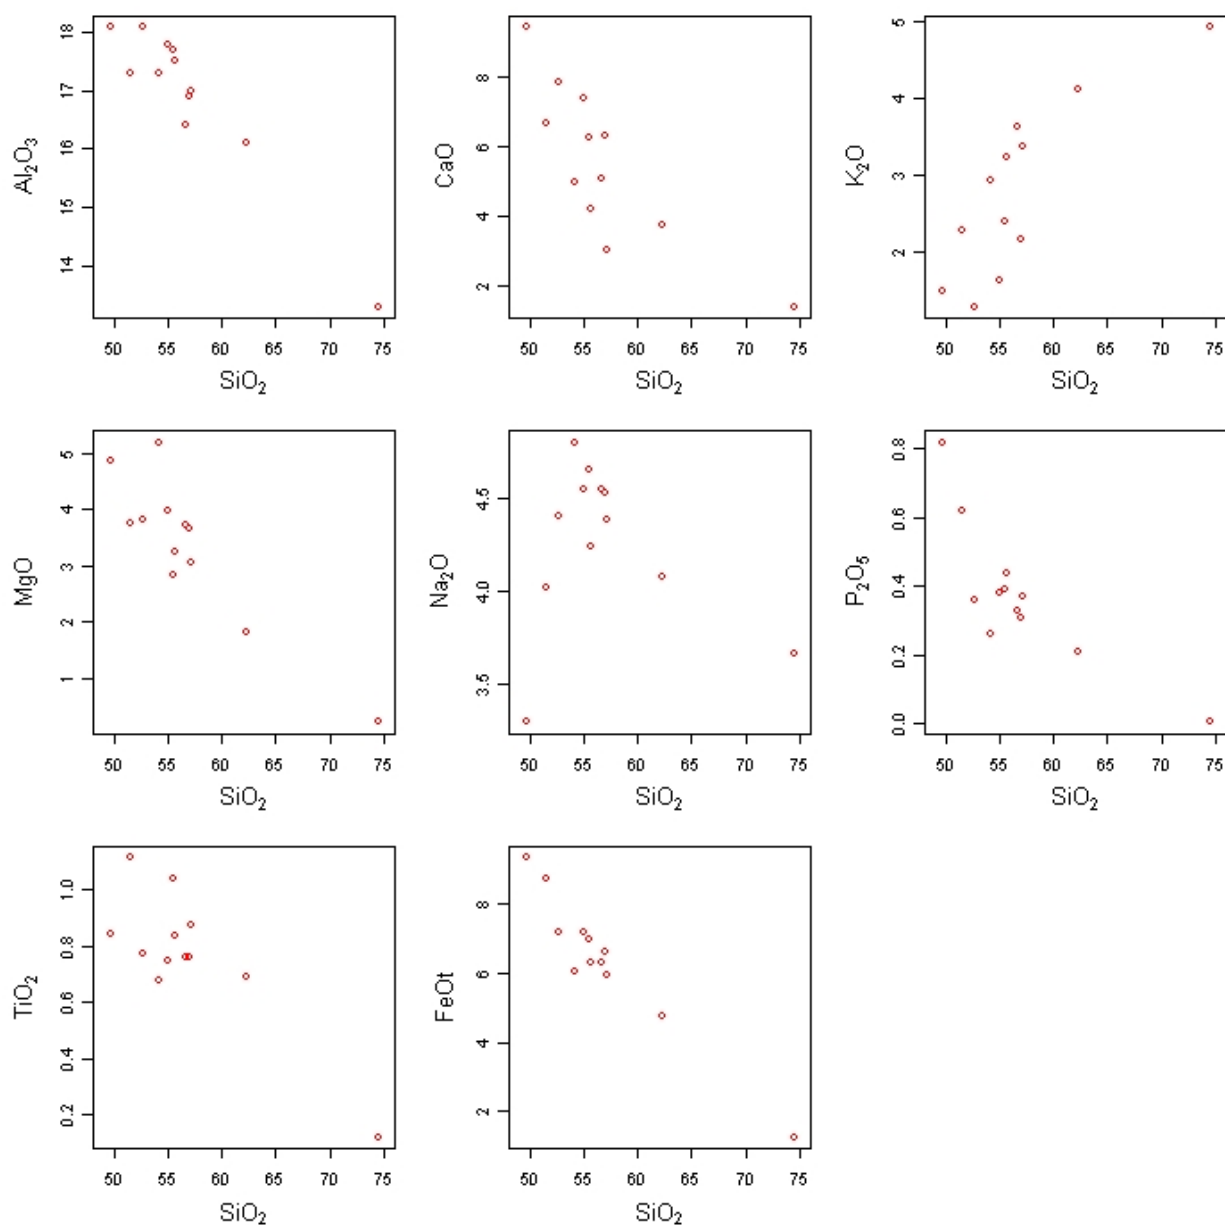 Al₂O₃
14 15 16 17 18
50 55 60 65 70 75
SiO₂
CaO
2 4 6 8
50 55 60 65 70 75
SiO₂
K₂O
2 3 4 5
50 55 60 65 70 75
SiO₂
MgO
1 2 3 4 5
50 55 60 65 70 75
SiO₂
Na₂O
3.5 4.0 4.5
50 55 60 65 70 75
SiO₂
P₂O₅
0.0 0.2 0.4 0.6 0.8
50 55 60 65 70 75
SiO₂
TiO₂
0.2 0.4 0.6 0.8 1.0
50 55 60 65 70 75
SiO₂
FeOt
2 4 6 8
50 55 60 65 70 75
SiO₂